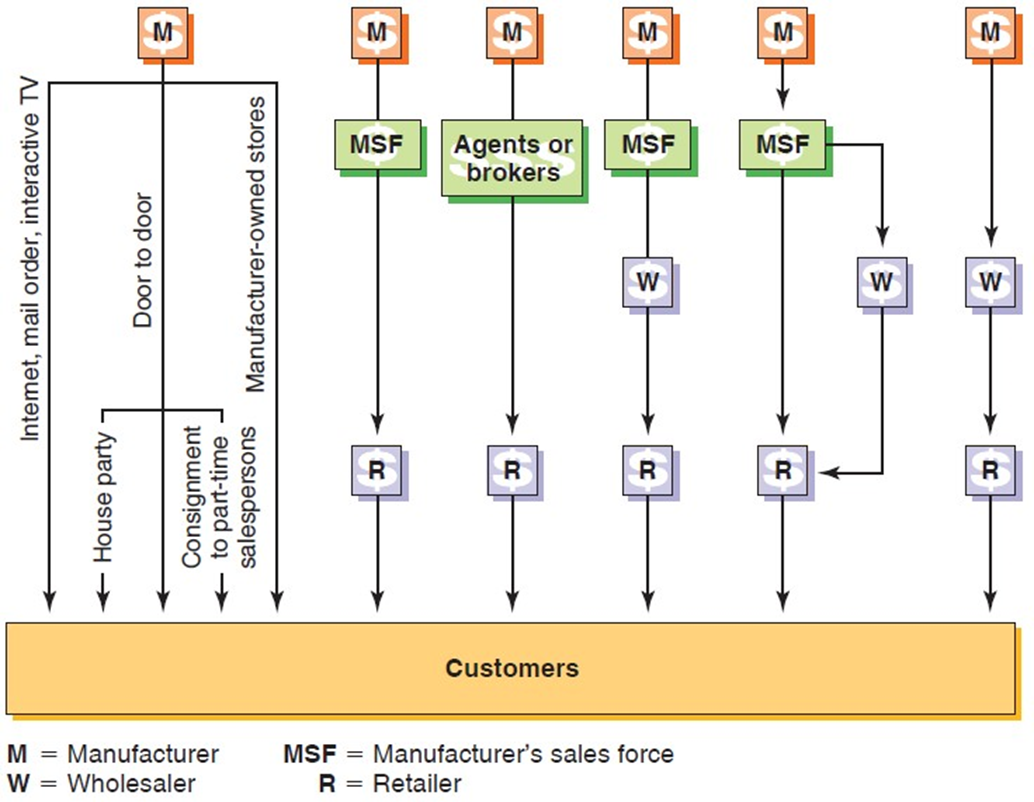 M
M
M
M
M
M
Internet, mail order, interactive TV
Door to door
Manufacturer-owned stores
House party
Consignment
to part-time
salespersons
MSF
Agents or
brokers
MSF
MSF
W
W
W
R
R
R
R
R
Customers
M = Manufacturer
MSF = Manufacturer's sales force
W = Wholesaler
R = Retailer